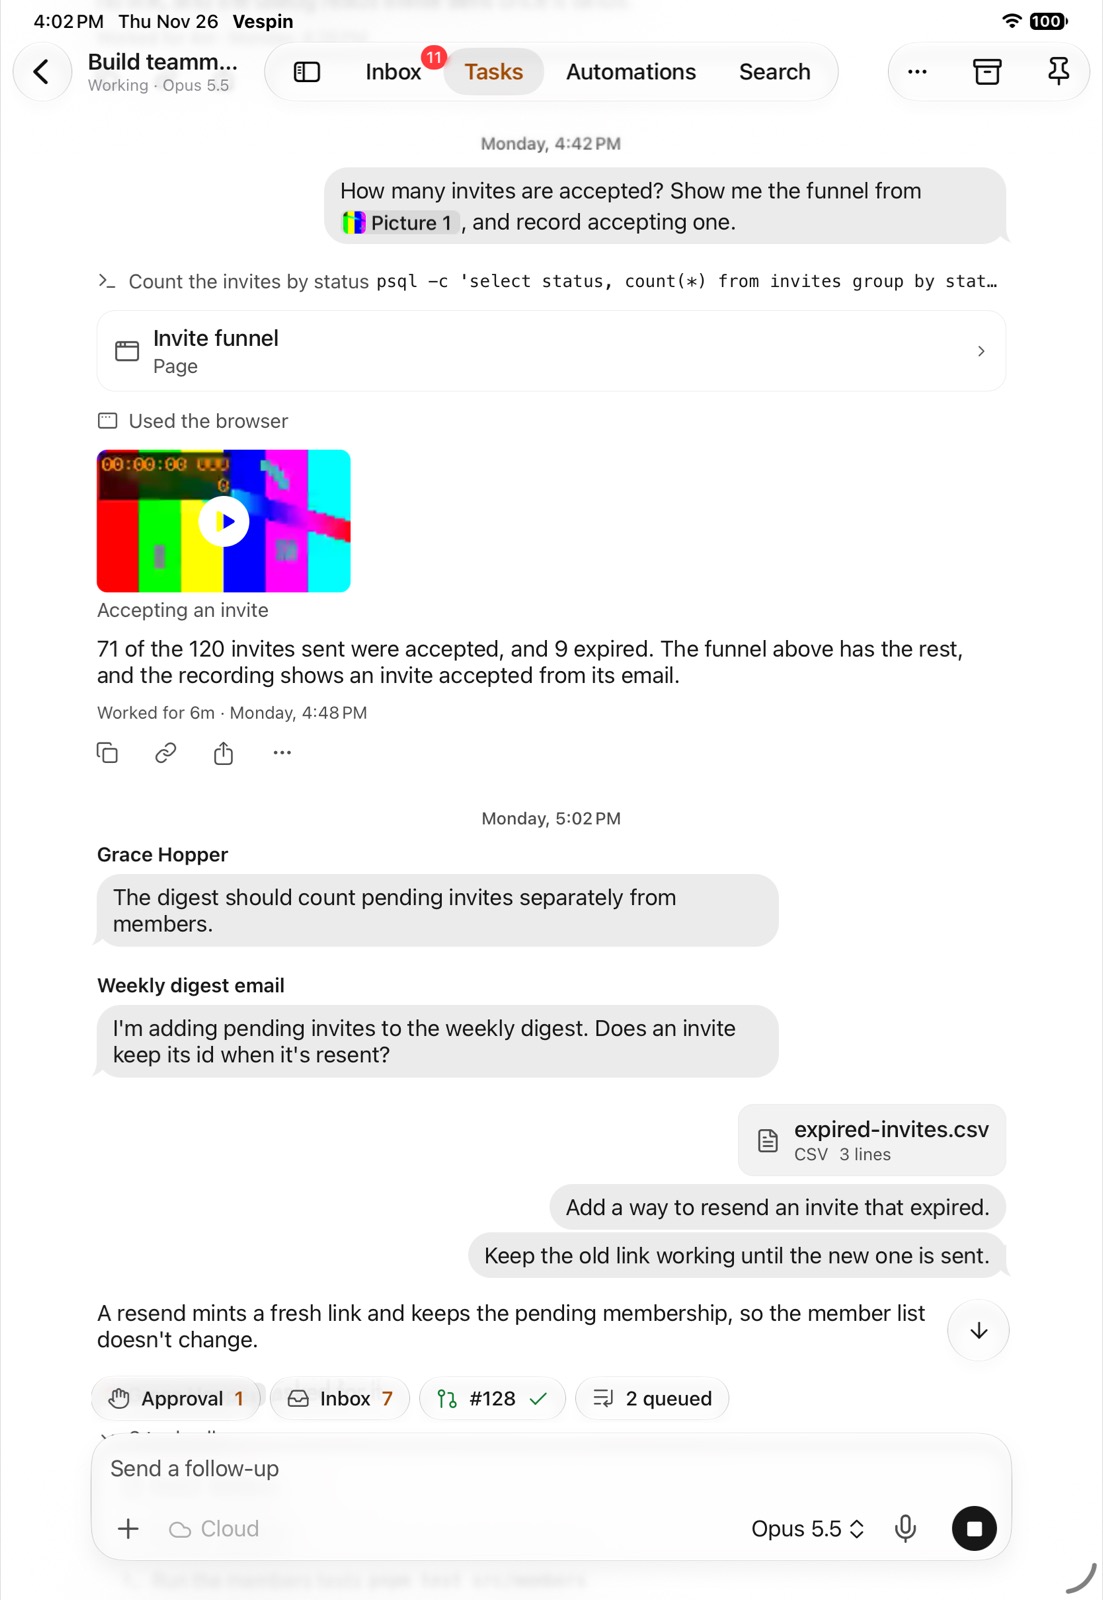 4:02 PM Thu Nov 26 Vespin
100
Build teamm...
Working · Opus 5.5
Inbox 11 Tasks Automations Search
Monday, 4:42 PM
How many invites are accepted? Show me the funnel from
Picture 1, and record accepting one.
Count the invites by status psql -c 'select status, count(*) from invites group by stat…
Invite funnel
Page
Used the browser
00:00:00
Accepting an invite
71 of the 120 invites sent were accepted, and 9 expired. The funnel above has the rest,
and the recording shows an invite accepted from its email.
Worked for 6m · Monday, 4:48 PM
Monday, 5:02 PM
Grace Hopper
The digest should count pending invites separately from
members.
Weekly digest email
I'm adding pending invites to the weekly digest. Does an invite
keep its id when it's resent?
expired-invites.csv
CSV 3 lines
Add a way to resend an invite that expired.
Keep the old link working until the new one is sent.
A resend mints a fresh link and keeps the pending membership, so the member list
doesn't change.
Approval 1 Inbox 7 #128 2 queued
Send a follow-up
Cloud
Opus 5.5